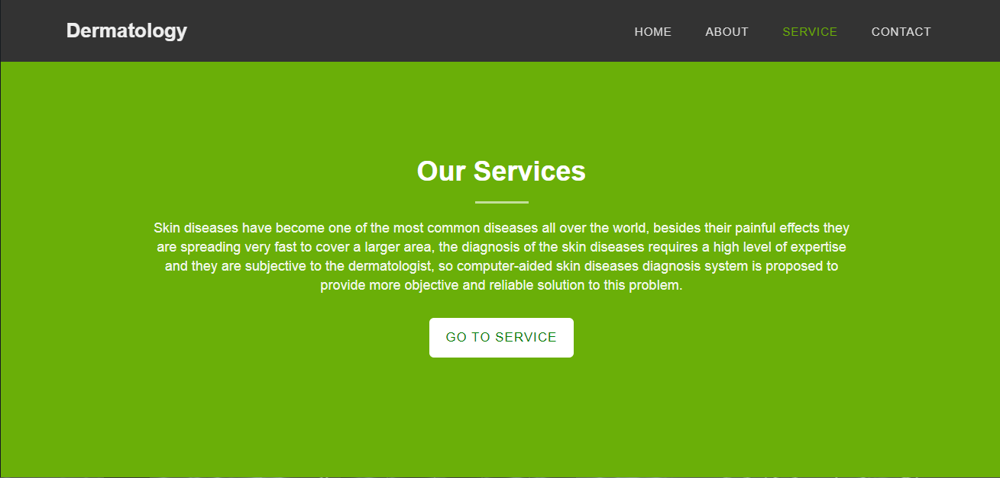 Dermatology
HOME ABOUT SERVICE CONTACT
Our Services
Skin diseases have become one of the most common diseases all over the world, besides their painful effects they
are spreading very fast to cover a larger area, the diagnosis of the skin diseases requires a high level of expertise
and they are subjective to the dermatologist, so computer-aided skin diseases diagnosis system is proposed to
provide more objective and reliable solution to this problem.
GO TO SERVICE